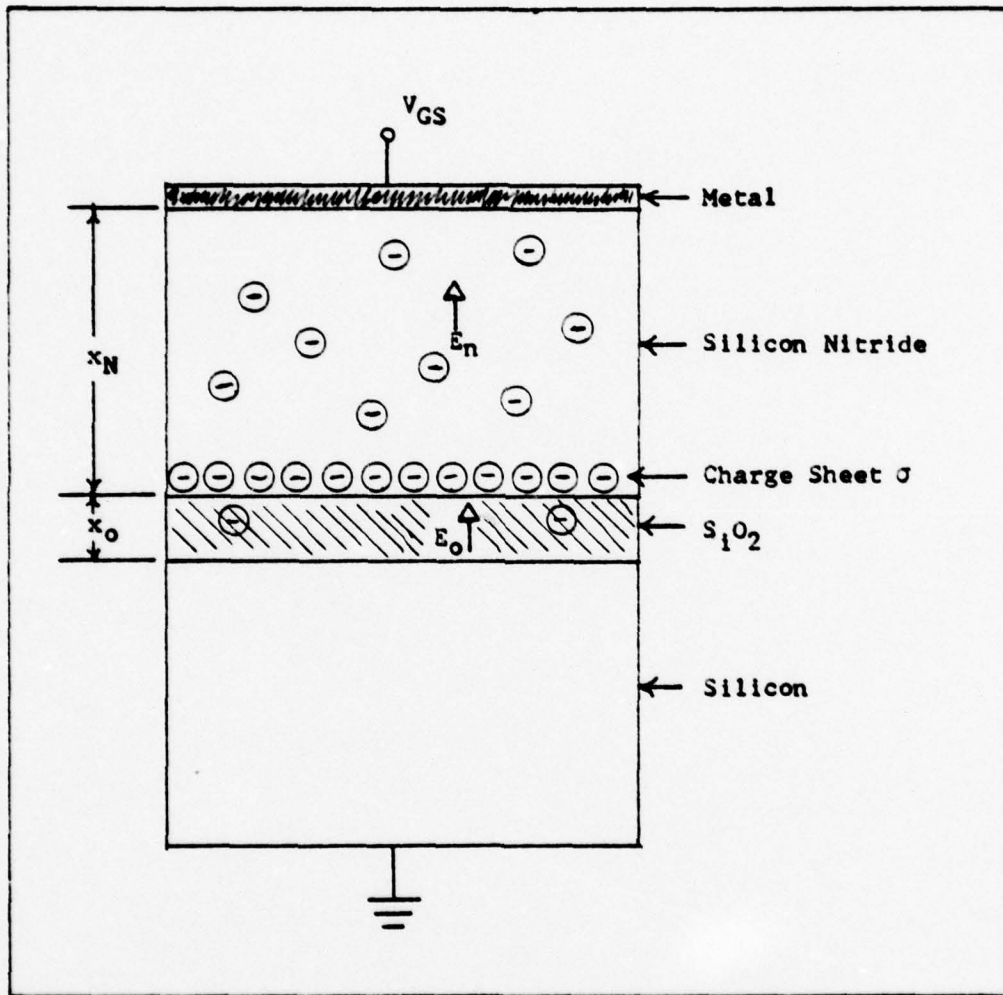 V_GS
Metal
x_N
E_n
Silicon Nitride
Charge Sheet σ
x_o
E_o
S_iO_2
Silicon